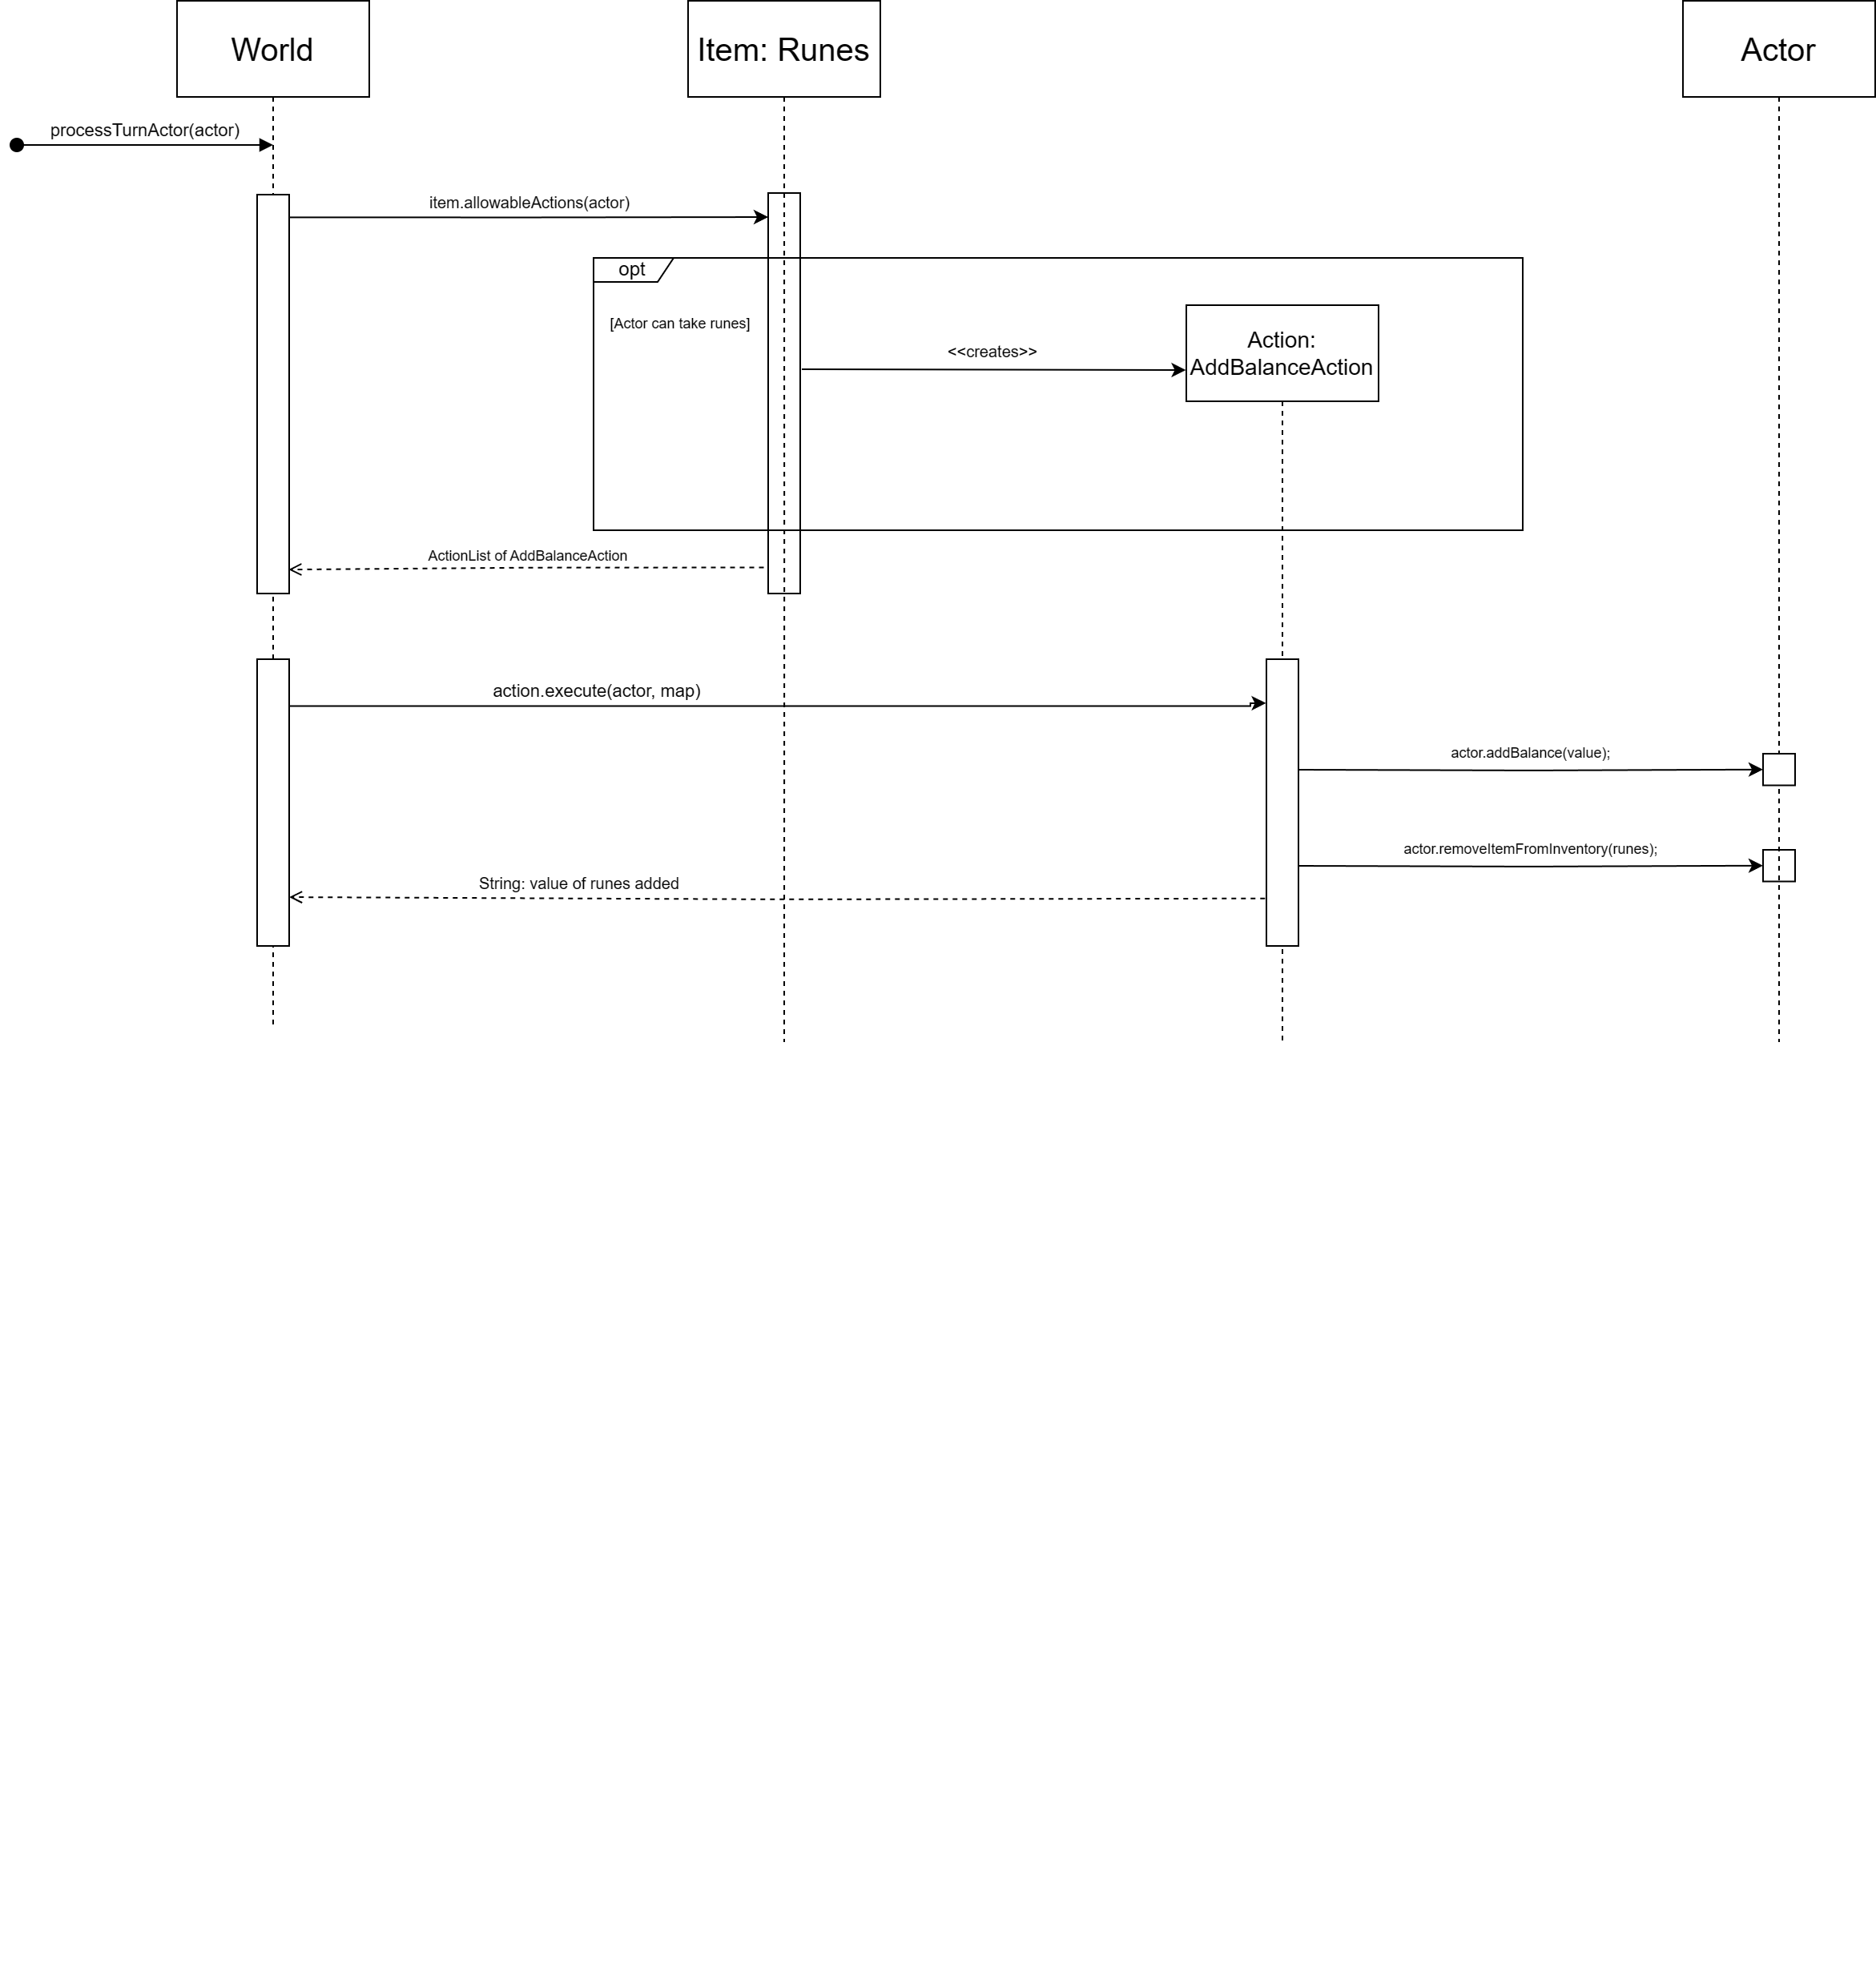 World
Item: Runes
Actor
processTurnActor(actor)
item.allowableActions(actor)
opt
[Actor can take runes]
<<creates>>
Action:
AddBalanceAction
ActionList of AddBalanceAction
action.execute(actor, map)
actor.addBalance(value);
actor.removeItemFromInventory(runes);
String: value of runes added